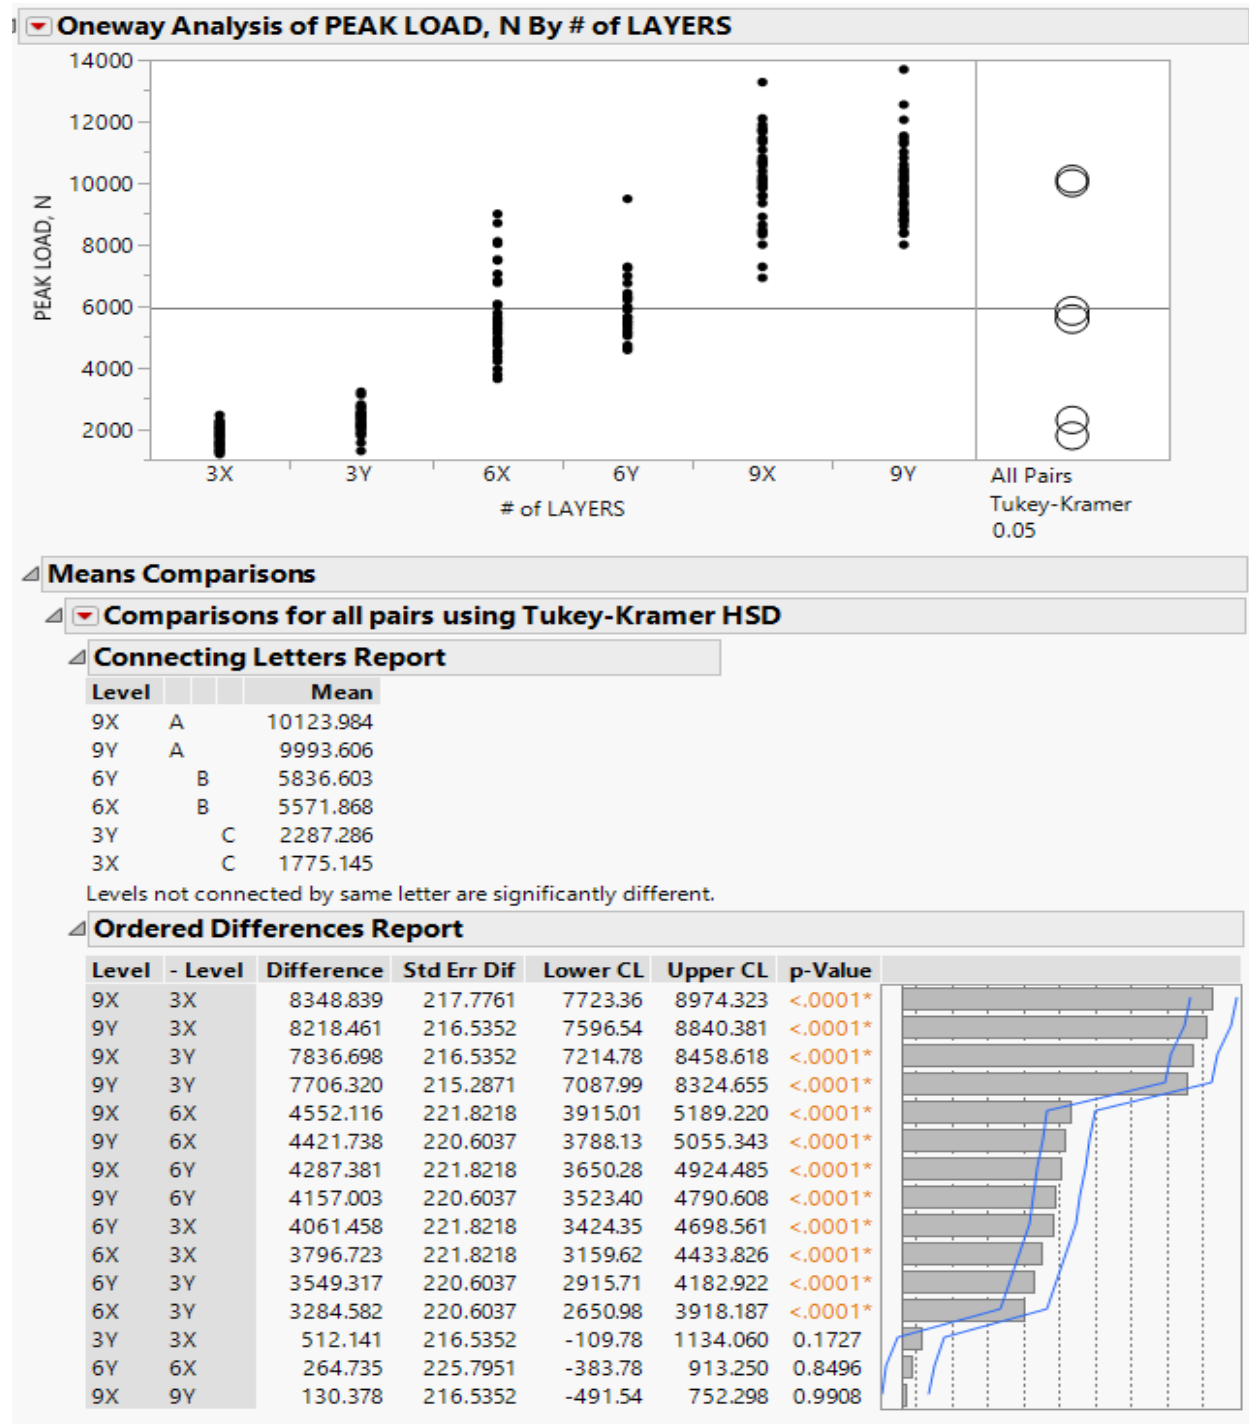 Oneway Analysis of PEAK LOAD, N By # of LAYERS
14000
12000
10000
8000
6000
4000
2000
PEAK LOAD, N
3X 3Y 6X 6Y 9X 9Y
# of LAYERS
All Pairs
Tukey-Kramer
0.05
Means Comparisons
Comparisons for all pairs using Tukey-Kramer HSD
Connecting Letters Report
Level Mean
9X A 10123.984
9Y A 9993.606
6Y B 5836.603
6X B 5571.868
3Y C 2287.286
3X C 1775.145
Levels not connected by same letter are significantly different.
Ordered Differences Report
Level - Level Difference Std Err Dif Lower CL Upper CL p-Value
9X 3X 8348.839 217.7761 7723.36 8974.323 <.0001*
9Y 3X 8218.461 216.5352 7596.54 8840.381 <.0001*
9X 3Y 7836.698 216.5352 7214.78 8458.618 <.0001*
9Y 3Y 7706.320 215.2871 7087.99 8324.655 <.0001*
9X 6X 4552.116 221.8218 3915.01 5189.220 <.0001*
9Y 6X 4421.738 220.6037 3788.13 5055.343 <.0001*
9X 6Y 4287.381 221.8218 3650.28 4924.485 <.0001*
9Y 6Y 4157.003 220.6037 3523.40 4790.608 <.0001*
6Y 3X 4061.458 221.8218 3424.35 4698.561 <.0001*
6X 3X 3796.723 221.8218 3159.62 4433.826 <.0001*
6Y 3Y 3549.317 220.6037 2915.71 4182.922 <.0001*
6X 3Y 3284.582 220.6037 2650.98 3918.187 <.0001*
3Y 3X 512.141 216.5352 -109.78 1134.060 0.1727
6Y 6X 264.735 225.7951 -383.78 913.250 0.8496
9X 9Y 130.378 216.5352 -491.54 752.298 0.9908